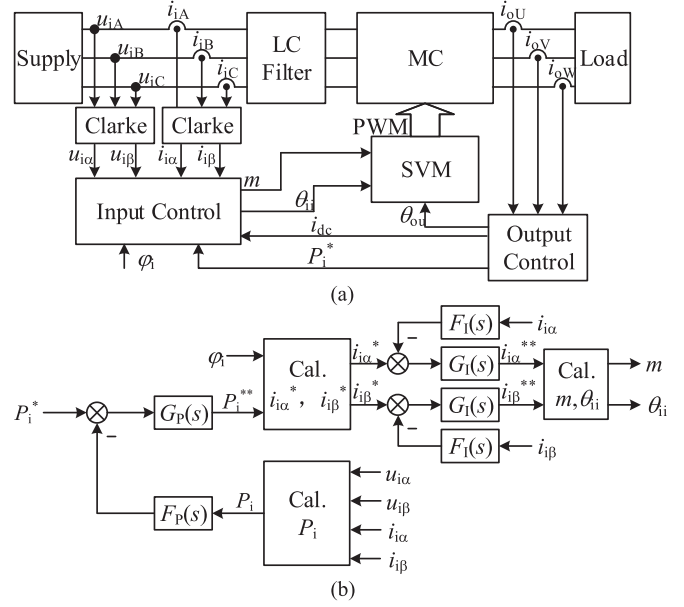 u_iA i_iA i_oU
Supply u_iB i_iB LC Filter MC i_oV Load
u_iC i_iC i_oW
Clarke Clarke PWM
u_iα u_iβ i_iα i_iβ m SVM
Input Control θ_ii θ_ou
i_dc Output Control
φ_i P_i*
(a)
F_I(s) i_iα
−
φ_i Cal. i_iα*, i_iβ* i_iα* G_I(s) i_iα** Cal. m,θ_ii m
P_i* G_P(s) P_i** i_iβ* G_I(s) i_iβ** θ_ii
− −
F_I(s) i_iβ
F_P(s) P_i Cal. P_i u_iα
u_iβ
i_iα
i_iβ
(b)